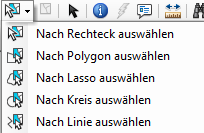 Nach Rechteck auswählen
Nach Polygon auswählen
Nach Lasso auswählen
Nach Kreis auswählen
Nach Linie auswählen